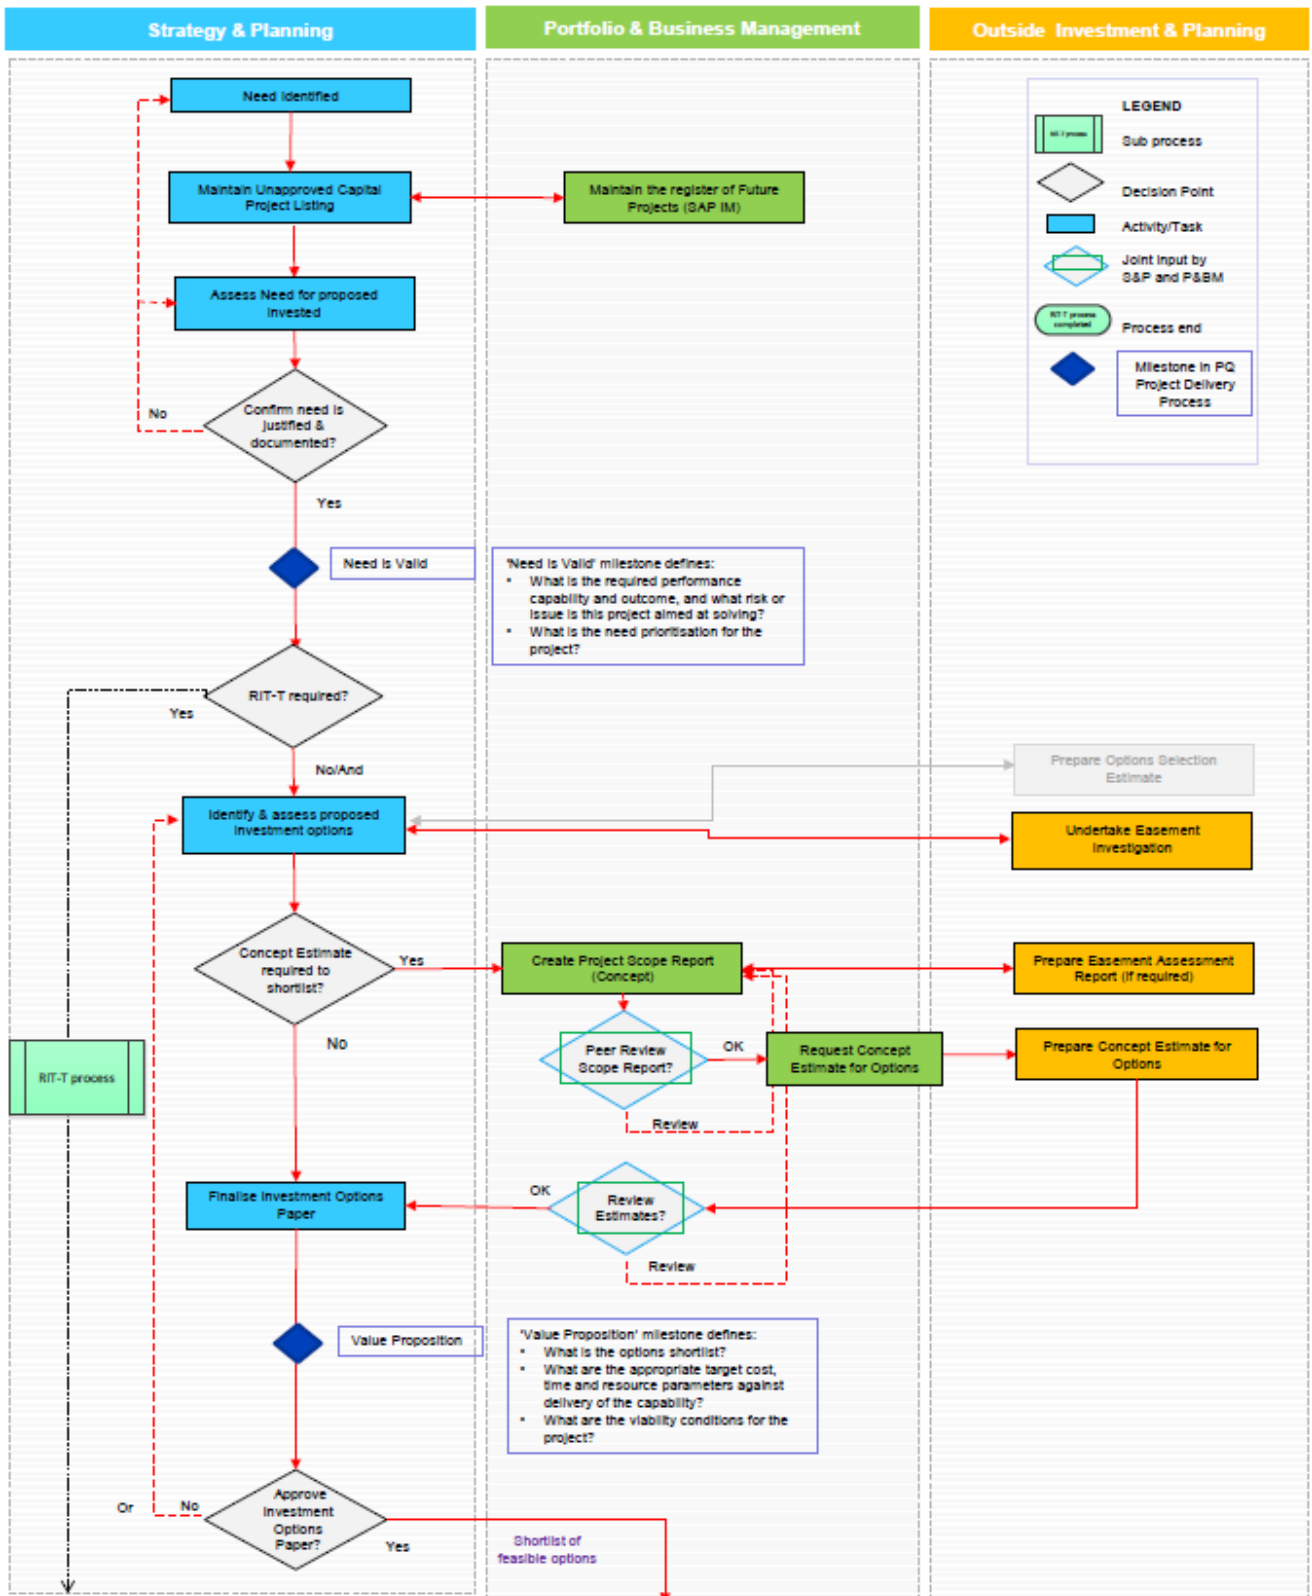 Strategy & Planning
Portfolio & Business Management
Outside Investment & Planning
Need Identified
LEGEND
RIT-T process
Sub process
Decision Point
Activity/Task
Joint Input by
S&P and P&BM
RIT-T process
completed
Process end
Milestone in PQ
Project Delivery
Process
Maintain Unapproved Capital
Project Listing
Maintain the register of Future
Projects (SAP IM)
Assess Need for proposed
Invested
Confirm need is
justified &
documented?
No
Yes
Need is Valid
'Need is Valid' milestone defines:
• What is the required performance
capability and outcome, and what risk or
issue is this project aimed at solving?
• What is the need prioritisation for the
project?
RIT-T required?
Yes
No/And
Prepare Options Selection
Estimate
Identify & assess proposed
investment options
Undertake Easement
Investigation
Concept Estimate
required to
shortlist?
Yes
No
Create Project Scope Report
(Concept)
Prepare Easement Assessment
Report (if required)
Peer Review
Scope Report?
OK
Review
Request Concept
Estimate for Options
Prepare Concept Estimate for
Options
RIT-T process
Finalise Investment Options
Paper
OK
Review
Estimates?
Review
Value Proposition
'Value Proposition' milestone defines:
• What is the options shortlist?
• What are the appropriate target cost,
time and resource parameters against
delivery of the capability?
• What are the viability conditions for the
project?
Approve
Investment
Options
Paper?
Or
No
Yes
Shortlist of
feasible options